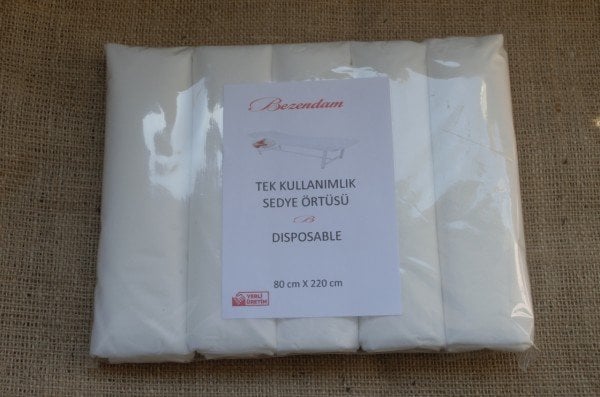 Bezendam
TEK KULLANIMLIK
SEDYE ÖRTÜSÜ
B
DISPOSABLE
80 cm X 220 cm
YERLİ
ÜRETİM